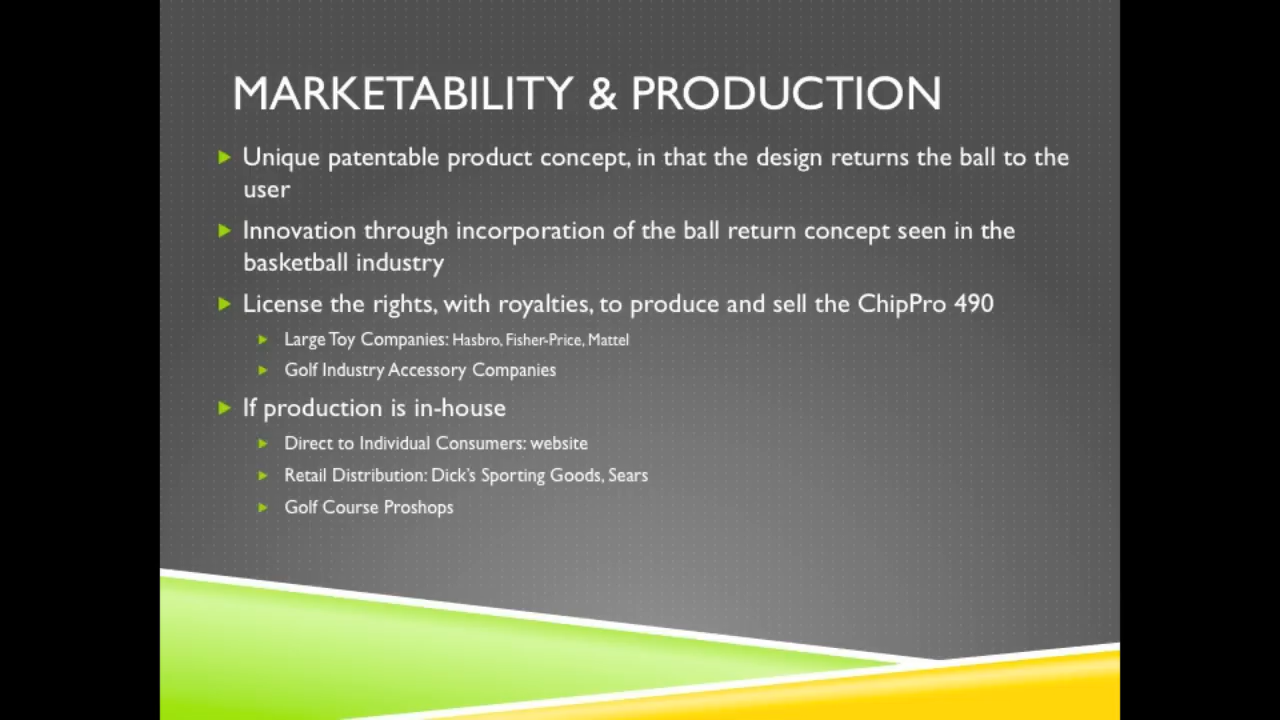 MARKETABILITY & PRODUCTION
Unique patentable product concept, in that the design returns the ball to the
user
Innovation through incorporation of the ball return concept seen in the
basketball industry
License the rights, with royalties, to produce and sell the ChipPro 490
Large Toy Companies: Hasbro, Fisher-Price, Mattel
Golf Industry Accessory Companies
If production is in-house
Direct to Individual Consumers: website
Retail Distribution: Dick's Sporting Goods, Sears
Golf Course Proshops